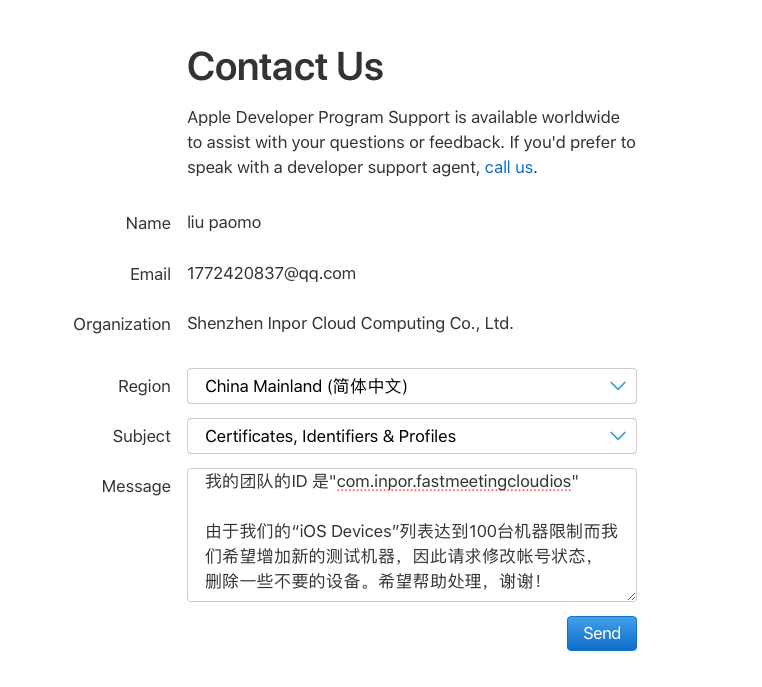 Contact Us
Apple Developer Program Support is available worldwide
to assist with your questions or feedback. If you'd prefer to
speak with a developer support agent, call us.
Name liu paomo
Email 1772420837@qq.com
Organization Shenzhen Inpor Cloud Computing Co., Ltd.
Region China Mainland (简体中文)
Subject Certificates, Identifiers & Profiles
Message 我的团队的ID 是"com.inpor.fastmeetingcloudios"
由于我们的“iOS Devices”列表达到100台机器限制而我
们希望增加新的测试机器，因此请求修改帐号状态，
删除一些不要的设备。希望帮助处理，谢谢！
Send